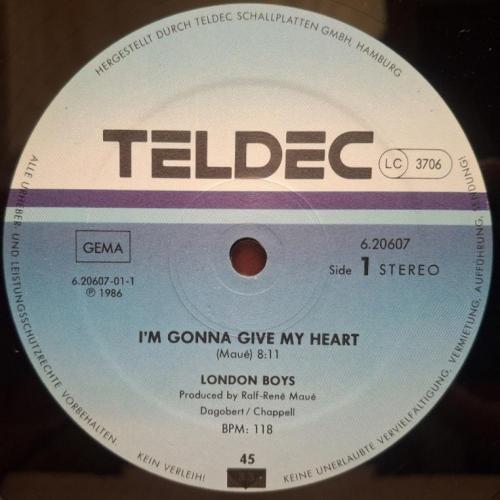 HERGESTELLT DURCH TELDEC SCHALLPLATTEN GMBH, HAMBURG
TELDEC
LC 3706
GEMA
6.20607-01-1
℗ 1986
6.20607
Side 1 STEREO
I'M GONNA GIVE MY HEART
(Maué) 8:11
LONDON BOYS
Produced by Ralf-René Maué
Dagobert / Chappell
BPM: 118
45
ALLE URHEBER- UND LEISTUNGSSCHUTZRECHTE VORBEHALTEN
KEIN VERLEIH!
KEINE UNERLAUBTE VERVIELFÄLTIGUNG, VERMIETUNG, AUFFÜHRUNG, SENDUNG!